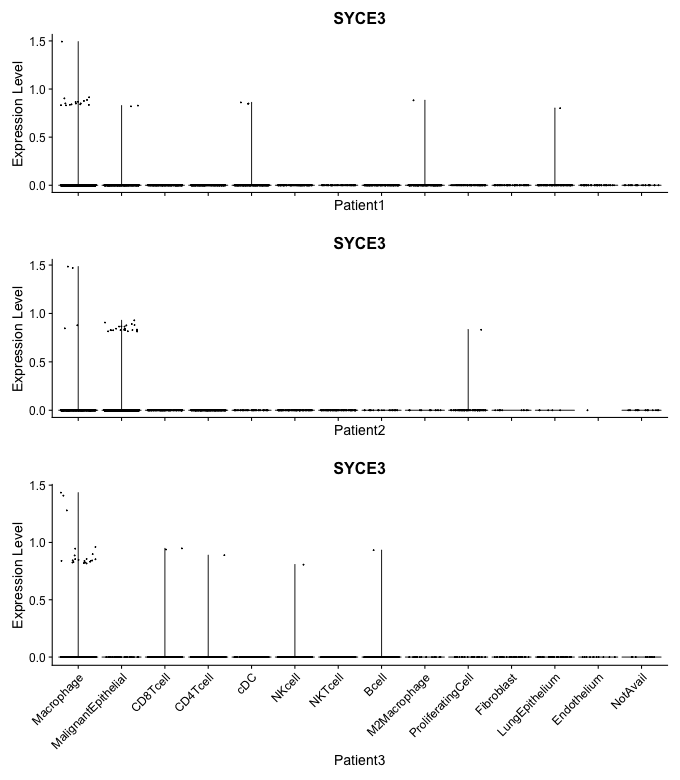 SYCE3
Expression Level
1.5
1.0
0.5
0.0
Patient1
SYCE3
Expression Level
1.5
1.0
0.5
0.0
Patient2
SYCE3
Expression Level
1.5
1.0
0.5
0.0
Macrophage
MalignantEpithelial
CD8Tcell
CD4Tcell
cDC
NKcell
NKTcell
Bcell
M2Macrophage
ProliferatingCell
Fibroblast
LungEpithelium
Endothelium
NotAvail
Patient3